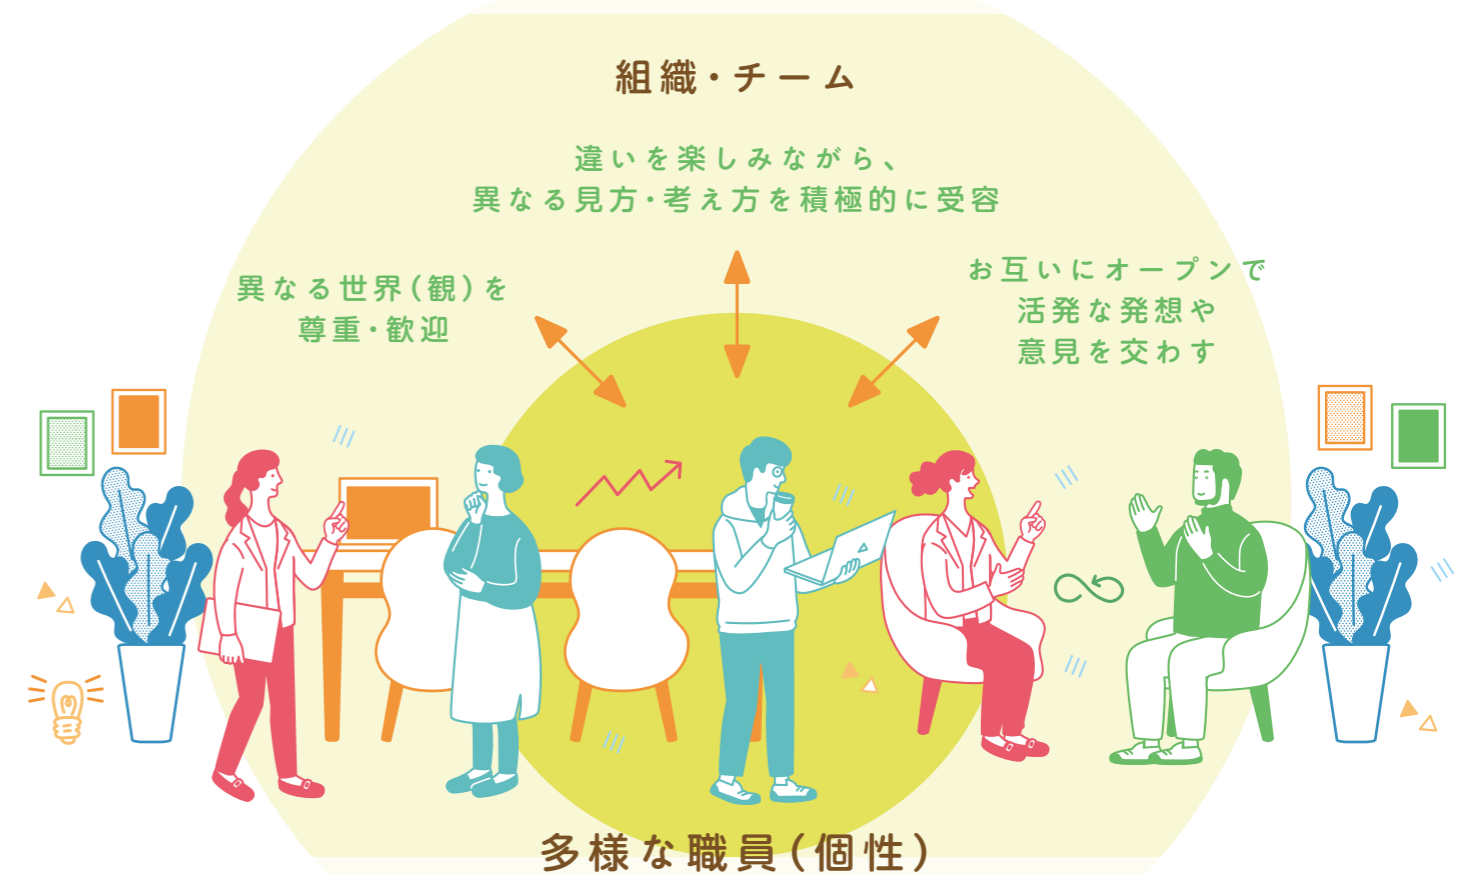 組織・チーム
違いを楽しみながら、
異なる見方・考え方を積極的に受容
異なる世界(観)を
尊重・歓迎
お互いにオープンで
活発な発想や
意見を交わす
多様な職員(個性)